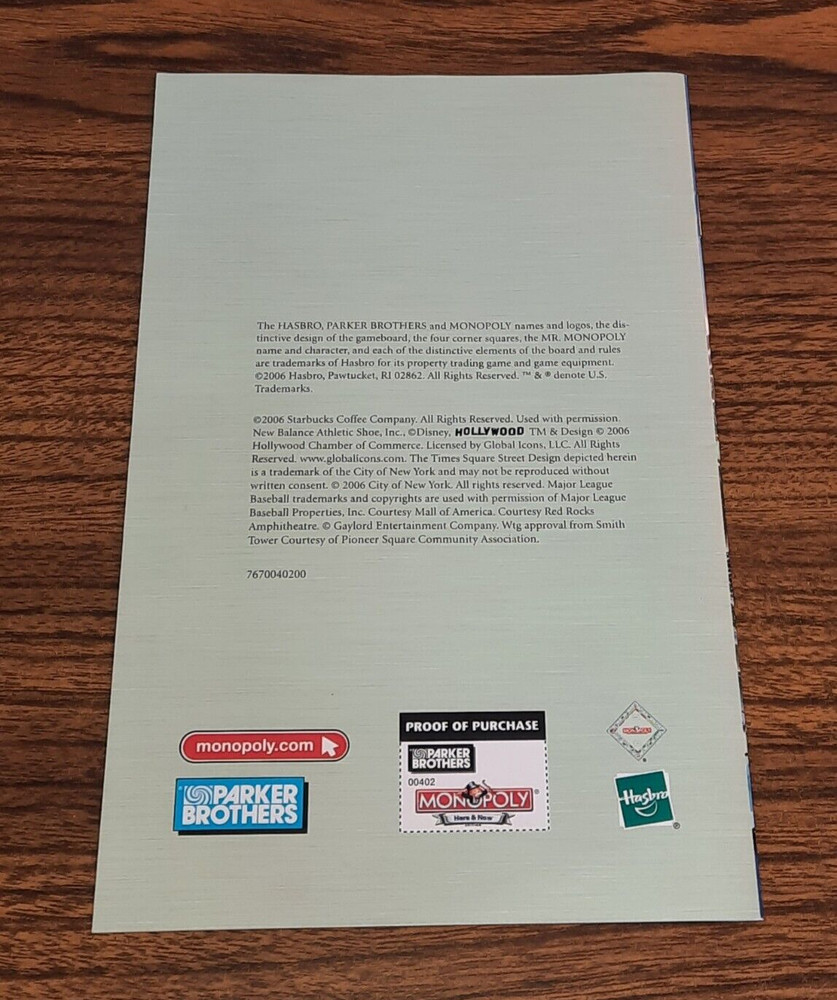 The HASBRO, PARKER BROTHERS and MONOPOLY names and logos, the dis-
tinctive design of the gameboard, the four corner squares, the MR. MONOPOLY
name and character, and each of the distinctive elements of the board and rules
are trademarks of Hasbro for its property trading game and game equipment.
©2006 Hasbro, Pawtucket, RI 02862. All Rights Reserved. ™ & ® denote U.S.
Trademarks.
©2006 Starbucks Coffee Company. All Rights Reserved. Used with permission.
New Balance Athletic Shoe, Inc., ©Disney, HOLLYWOOD TM & Design © 2006
Hollywood Chamber of Commerce. Licensed by Global Icons, LLC. All Rights
Reserved. www.globalicons.com. The Times Square Street Design depicted herein
is a trademark of the City of New York and may not be reproduced without
written consent. © 2006 City of New York. All rights reserved. Major League
Baseball trademarks and copyrights are used with permission of Major League
Baseball Properties, Inc. Courtesy Mall of America. Courtesy Red Rocks
Amphitheatre. © Gaylord Entertainment Company. Wtg approval from Smith
Tower Courtesy of Pioneer Square Community Association.
7670040200
monopoly.com
PARKER
BROTHERS
PROOF OF PURCHASE
PARKER
BROTHERS
00402
MONOPOLY®
Here & Now
EDITION
MONOPOLY
®
Hasbro
®